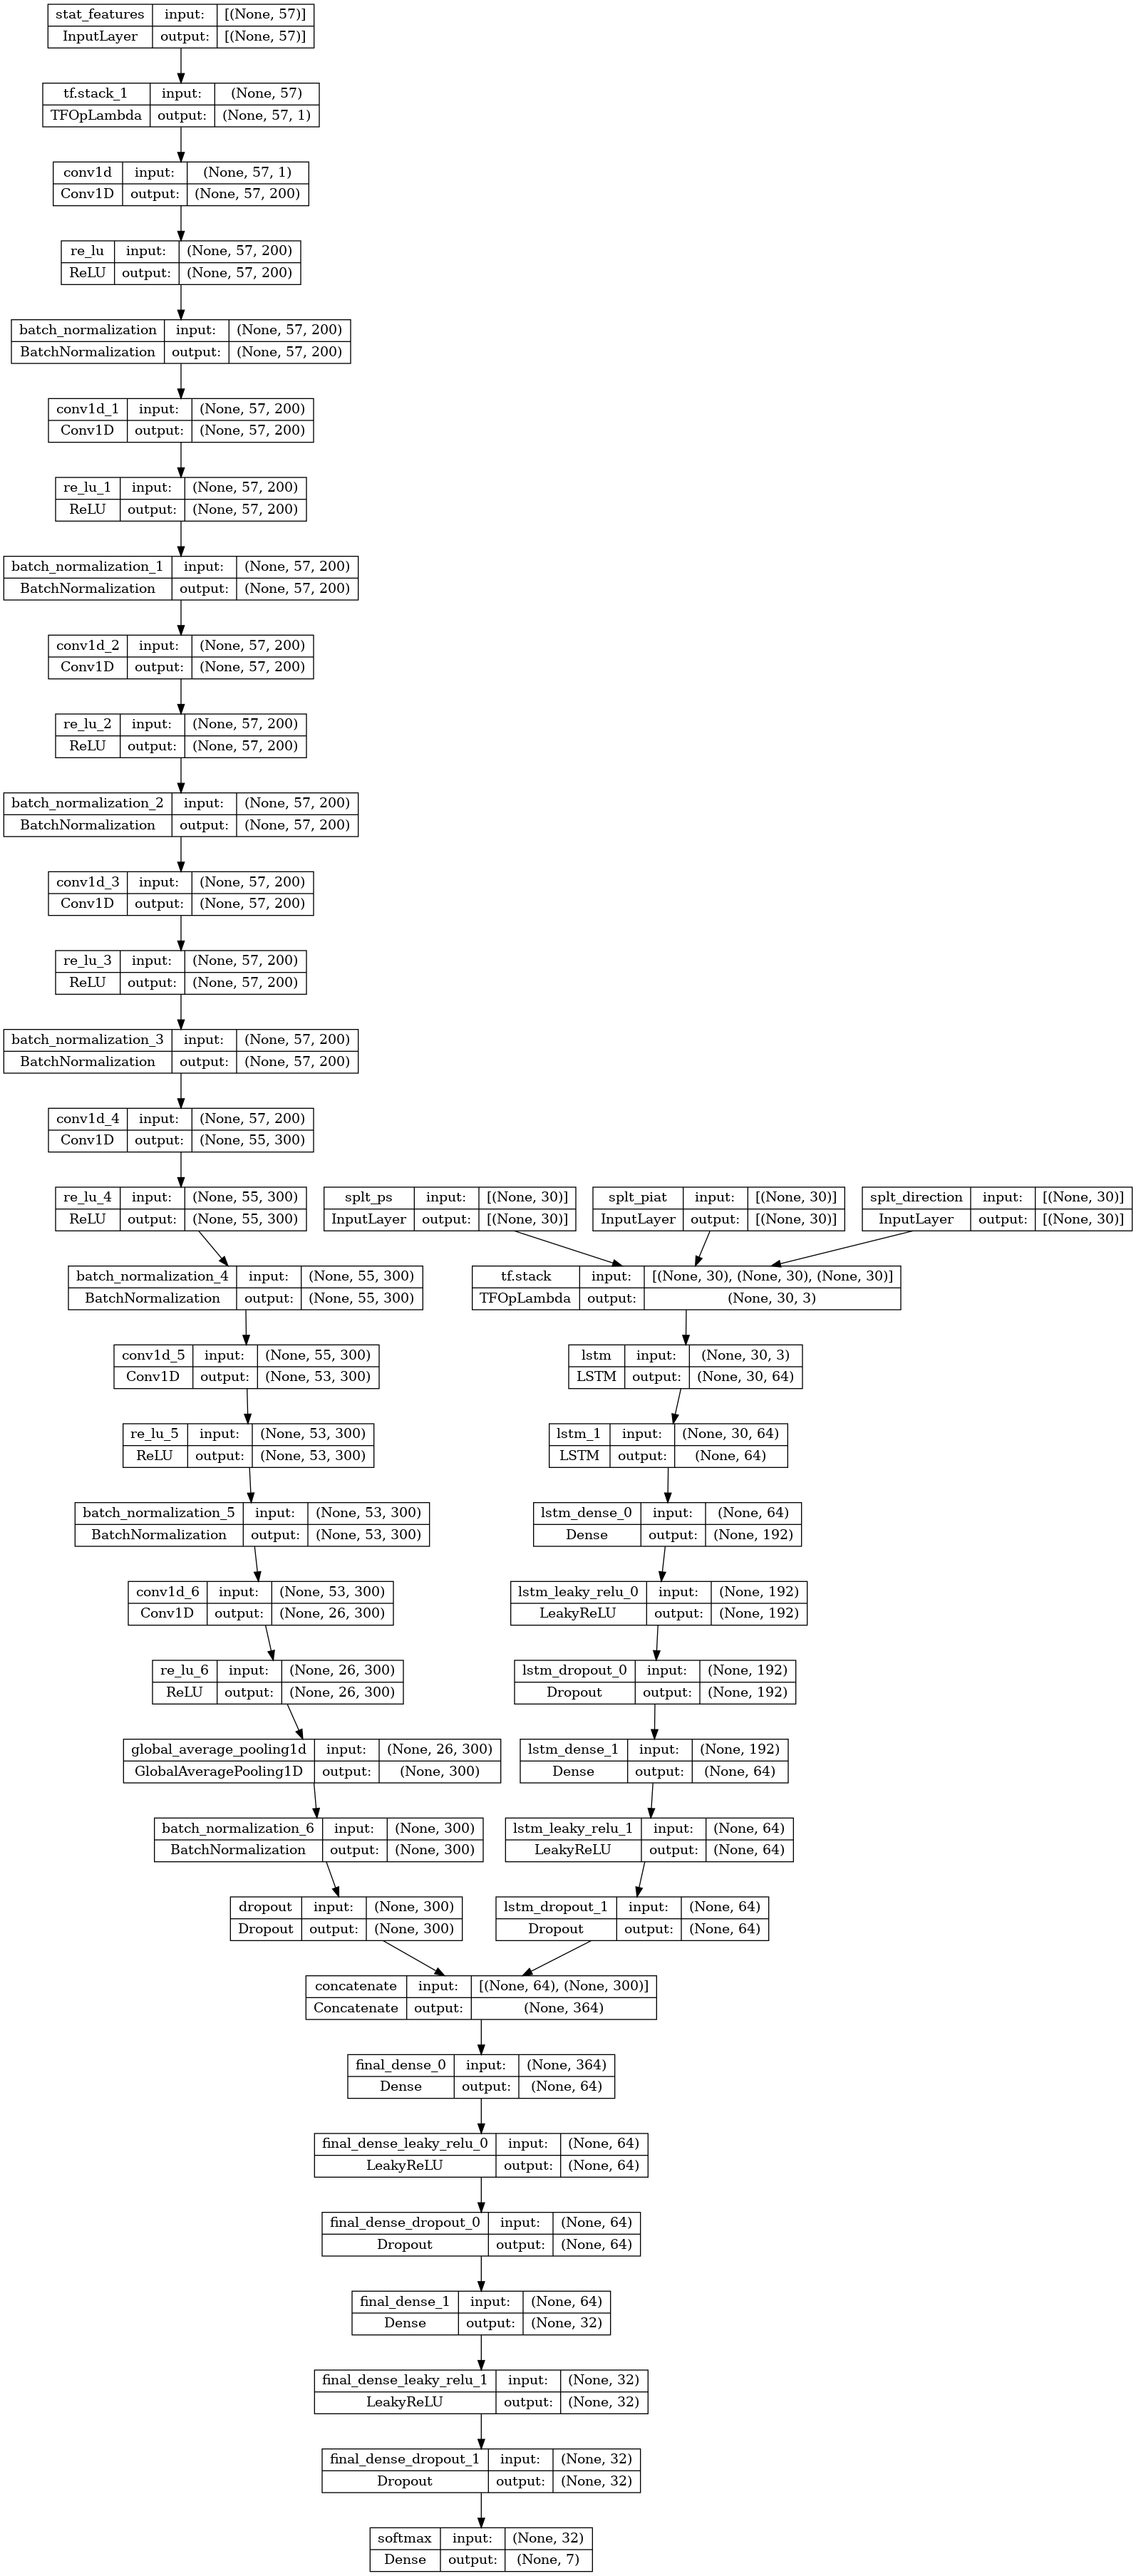 stat_features input: [(None, 57)]
InputLayer output: [(None, 57)]
tf.stack_1 input: (None, 57)
TFOpLambda output: (None, 57, 1)
conv1d input: (None, 57, 1)
Conv1D output: (None, 57, 200)
re_lu input: (None, 57, 200)
ReLU output: (None, 57, 200)
batch_normalization input: (None, 57, 200)
BatchNormalization output: (None, 57, 200)
conv1d_1 input: (None, 57, 200)
Conv1D output: (None, 57, 200)
re_lu_1 input: (None, 57, 200)
ReLU output: (None, 57, 200)
batch_normalization_1 input: (None, 57, 200)
BatchNormalization output: (None, 57, 200)
conv1d_2 input: (None, 57, 200)
Conv1D output: (None, 57, 200)
re_lu_2 input: (None, 57, 200)
ReLU output: (None, 57, 200)
batch_normalization_2 input: (None, 57, 200)
BatchNormalization output: (None, 57, 200)
conv1d_3 input: (None, 57, 200)
Conv1D output: (None, 57, 200)
re_lu_3 input: (None, 57, 200)
ReLU output: (None, 57, 200)
batch_normalization_3 input: (None, 57, 200)
BatchNormalization output: (None, 57, 200)
conv1d_4 input: (None, 57, 200)
Conv1D output: (None, 55, 300)
re_lu_4 input: (None, 55, 300) splt_ps input: [(None, 30)] splt_piat input: [(None, 30)] splt_direction input: [(None, 30)]
ReLU output: (None, 55, 300) InputLayer output: [(None, 30)] InputLayer output: [(None, 30)] InputLayer output: [(None, 30)]
batch_normalization_4 input: (None, 55, 300) tf.stack input: [(None, 30), (None, 30), (None, 30)]
BatchNormalization output: (None, 55, 300) TFOpLambda output: (None, 30, 3)
conv1d_5 input: (None, 55, 300) lstm input: (None, 30, 3)
Conv1D output: (None, 53, 300) LSTM output: (None, 30, 64)
re_lu_5 input: (None, 53, 300) lstm_1 input: (None, 30, 64)
ReLU output: (None, 53, 300) LSTM output: (None, 64)
batch_normalization_5 input: (None, 53, 300) lstm_dense_0 input: (None, 64)
BatchNormalization output: (None, 53, 300) Dense output: (None, 192)
conv1d_6 input: (None, 53, 300) lstm_leaky_relu_0 input: (None, 192)
Conv1D output: (None, 26, 300) LeakyReLU output: (None, 192)
re_lu_6 input: (None, 26, 300) lstm_dropout_0 input: (None, 192)
ReLU output: (None, 26, 300) Dropout output: (None, 192)
global_average_pooling1d input: (None, 26, 300) lstm_dense_1 input: (None, 192)
GlobalAveragePooling1D output: (None, 300) Dense output: (None, 64)
batch_normalization_6 input: (None, 300) lstm_leaky_relu_1 input: (None, 64)
BatchNormalization output: (None, 300) LeakyReLU output: (None, 64)
dropout input: (None, 300) lstm_dropout_1 input: (None, 64)
Dropout output: (None, 300) Dropout output: (None, 64)
concatenate input: [(None, 64), (None, 300)]
Concatenate output: (None, 364)
final_dense_0 input: (None, 364)
Dense output: (None, 64)
final_dense_leaky_relu_0 input: (None, 64)
LeakyReLU output: (None, 64)
final_dense_dropout_0 input: (None, 64)
Dropout output: (None, 64)
final_dense_1 input: (None, 64)
Dense output: (None, 32)
final_dense_leaky_relu_1 input: (None, 32)
LeakyReLU output: (None, 32)
final_dense_dropout_1 input: (None, 32)
Dropout output: (None, 32)
softmax input: (None, 32)
Dense output: (None, 7)